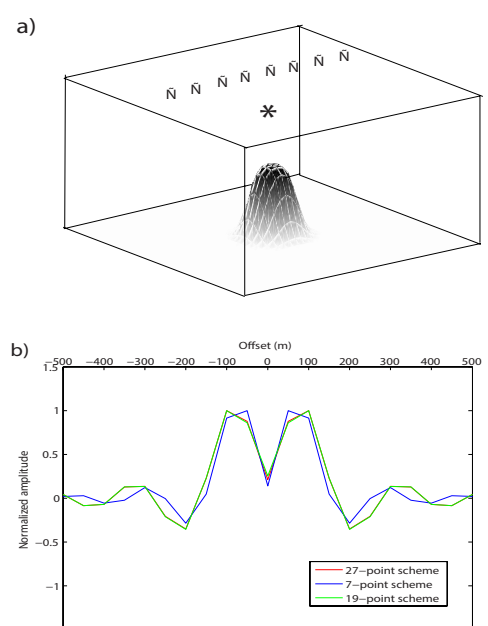 a)
Ñ Ñ Ñ Ñ Ñ Ñ Ñ Ñ
*
b)
Offset (m)
−500 −400 −300 −200 −100 0 100 200 300 400 500
1.5
1
0.5
0
−0.5
−1
Normalized amplitude
27−point scheme
7−point scheme
19−point scheme